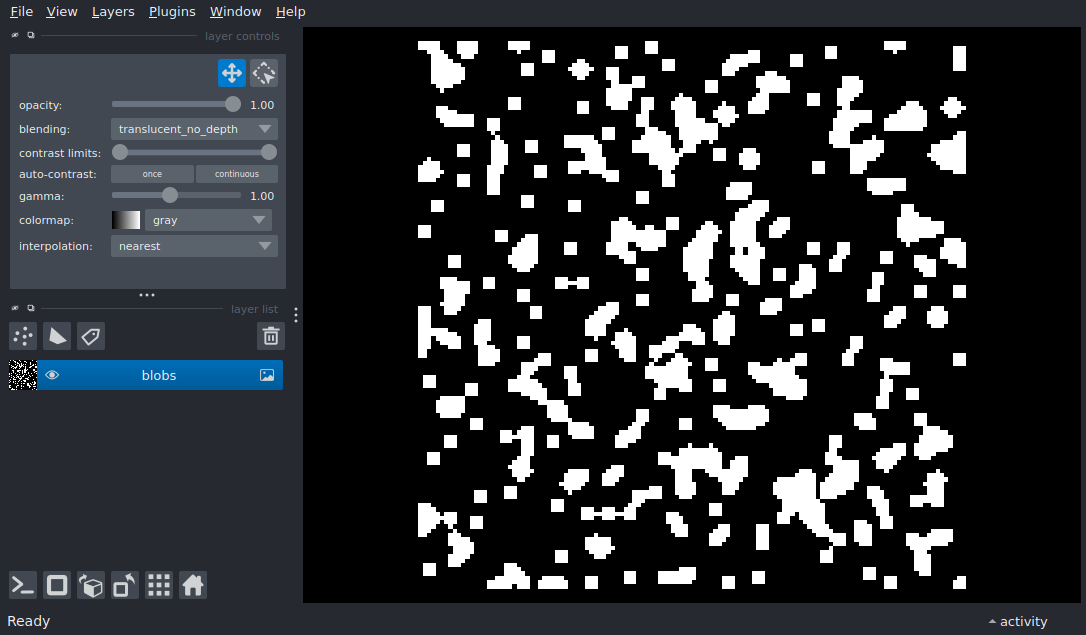 File View Layers Plugins Window Help
layer controls
opacity: 1.00
blending: translucent_no_depth
contrast limits:
auto-contrast: once continuous
gamma: 1.00
colormap: gray
interpolation: nearest
layer list
blobs
Ready activity